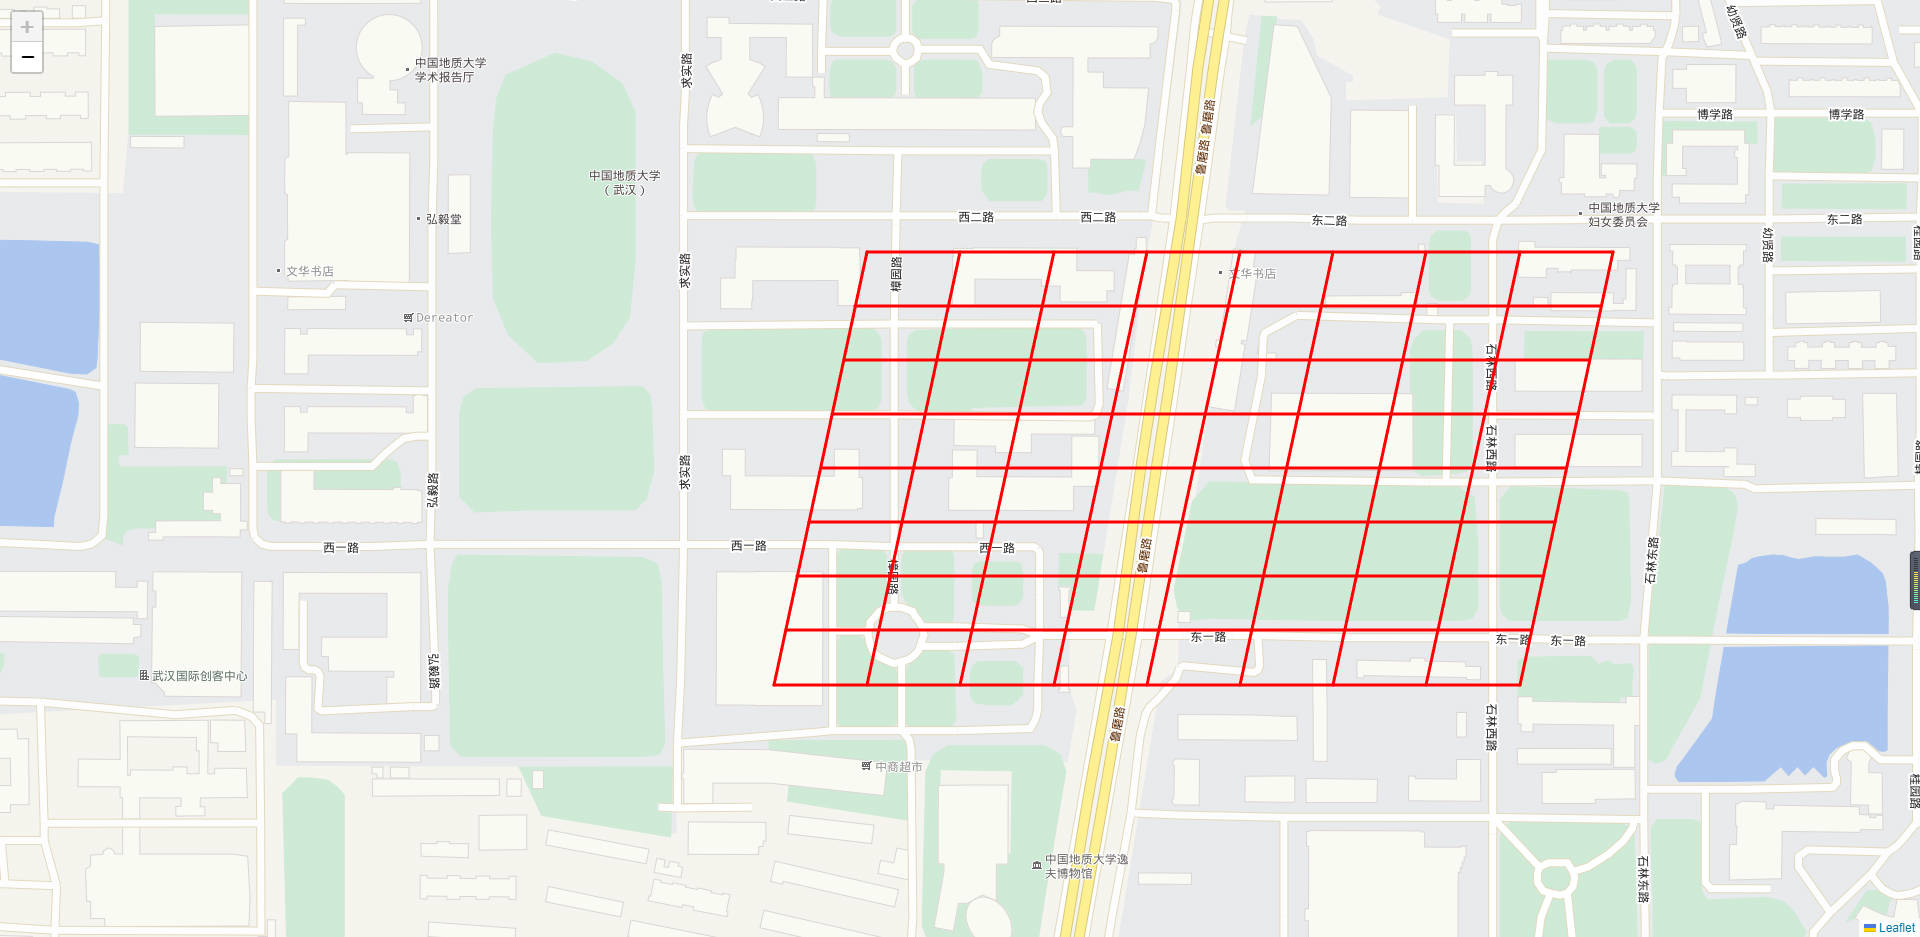 +
−
幼贤路
中国地质大学
学术报告厅
求实路
鲁磨路
鲁磨路
博学路
博学路
中国地质大学
（武汉）
弘毅堂
西二路
西二路
东二路
中国地质大学
妇女委员会
东二路
幼贤路
桂园路
文华书店
求实路
樟园路
文华书店
Dereator
石林西路
石林西路
求实路
弘毅路
西一路
西一路
西一路
鲁磨路
石林东路
樟园路
东一路
东一路
东一路
武汉国际创客中心
弘毅路
鲁磨路
石林西路
中商超市
桂园路
中国地质大学逸
夫博物馆
石林东路
Leaflet